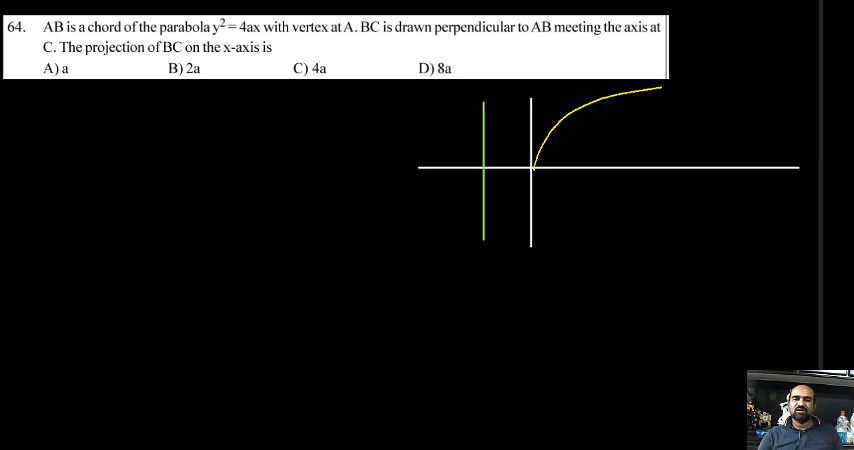 64. AB is a chord of the parabola y² = 4ax with vertex at A. BC is drawn perpendicular to AB meeting the axis at
C. The projection of BC on the x-axis is
A) a B) 2a C) 4a D) 8a